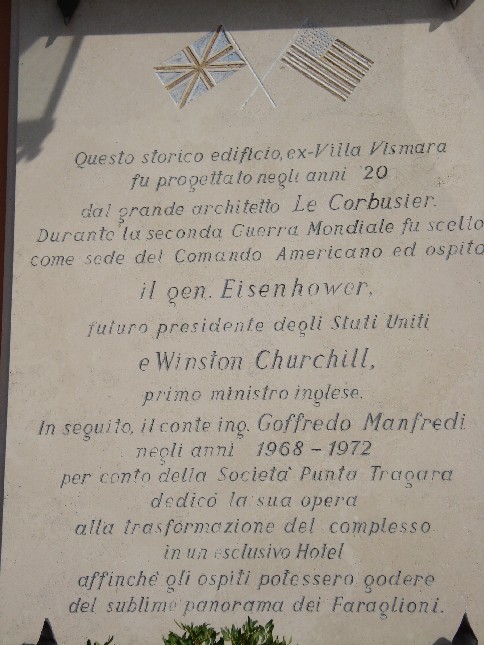 Questo storico edificio, ex-Villa Vismara
fu progettato negli anni 20
dal grande architetto Le Corbusier.
Durante la seconda Guerra Mondiale fu scelto
come sede del Comando Americano ed ospitò
il gen. Eisenhower,
futuro presidente degli Stati Uniti
e Winston Churchill,
primo ministro inglese.
In seguito, il conte ing. Goffredo Manfredi
negli anni 1968 - 1972
per conto della Società Punta Tragara
dedicó la sua opera
alla trasformazione del complesso
in un esclusivo Hotel
affinchè gli ospiti potessero godere
del sublime panorama dei Faraglioni.